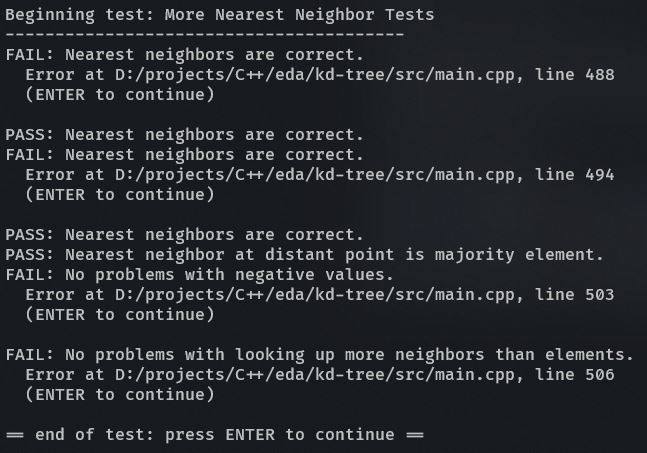 Beginning test: More Nearest Neighbor Tests
----------------------------------------
FAIL: Nearest neighbors are correct.
  Error at D:/projects/C++/eda/kd-tree/src/main.cpp, line 488
  (ENTER to continue)

PASS: Nearest neighbors are correct.
FAIL: Nearest neighbors are correct.
  Error at D:/projects/C++/eda/kd-tree/src/main.cpp, line 494
  (ENTER to continue)

PASS: Nearest neighbors are correct.
PASS: Nearest neighbor at distant point is majority element.
FAIL: No problems with negative values.
  Error at D:/projects/C++/eda/kd-tree/src/main.cpp, line 503
  (ENTER to continue)

FAIL: No problems with looking up more neighbors than elements.
  Error at D:/projects/C++/eda/kd-tree/src/main.cpp, line 506
  (ENTER to continue)

== end of test: press ENTER to continue ==